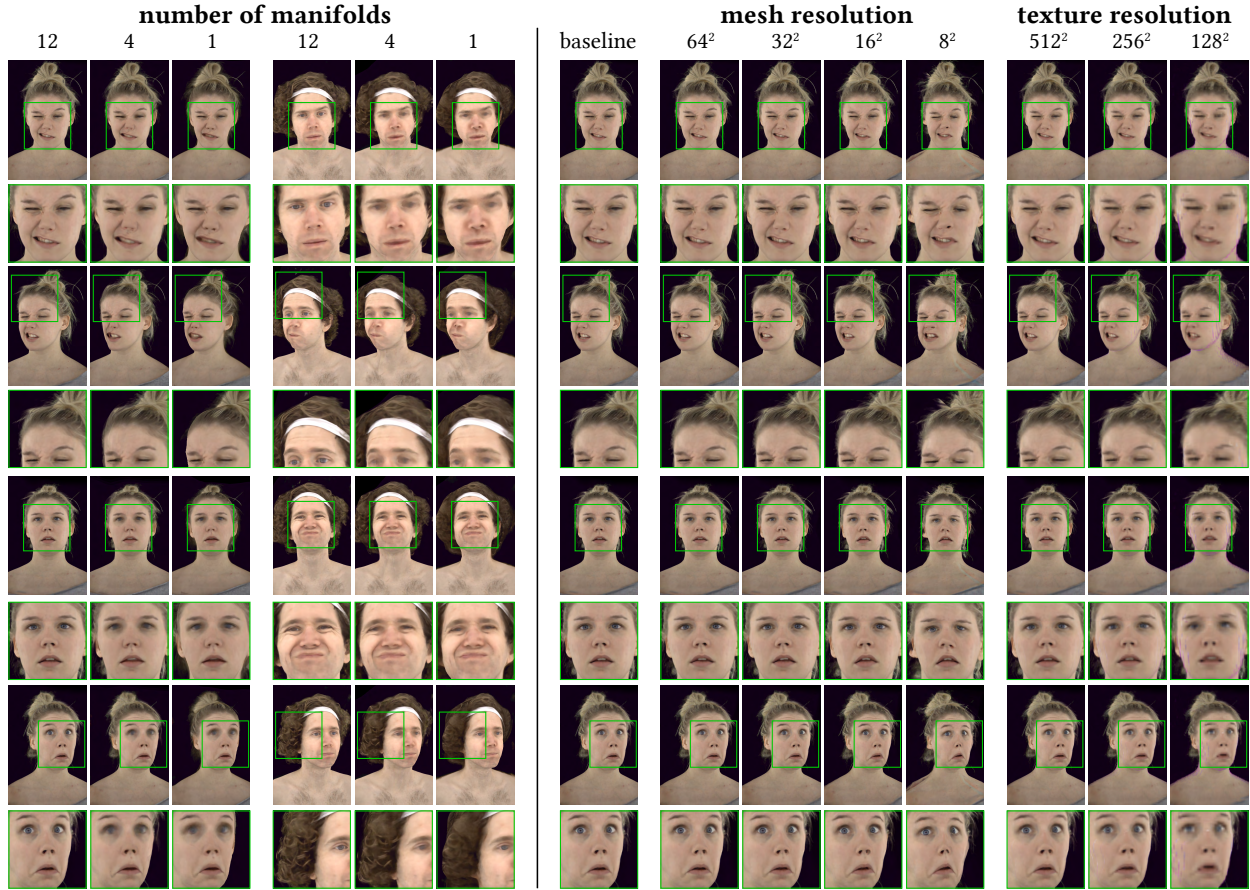 number of manifolds mesh resolution texture resolution
12 4 1 12 4 1 baseline 64² 32² 16² 8² 512² 256² 128²